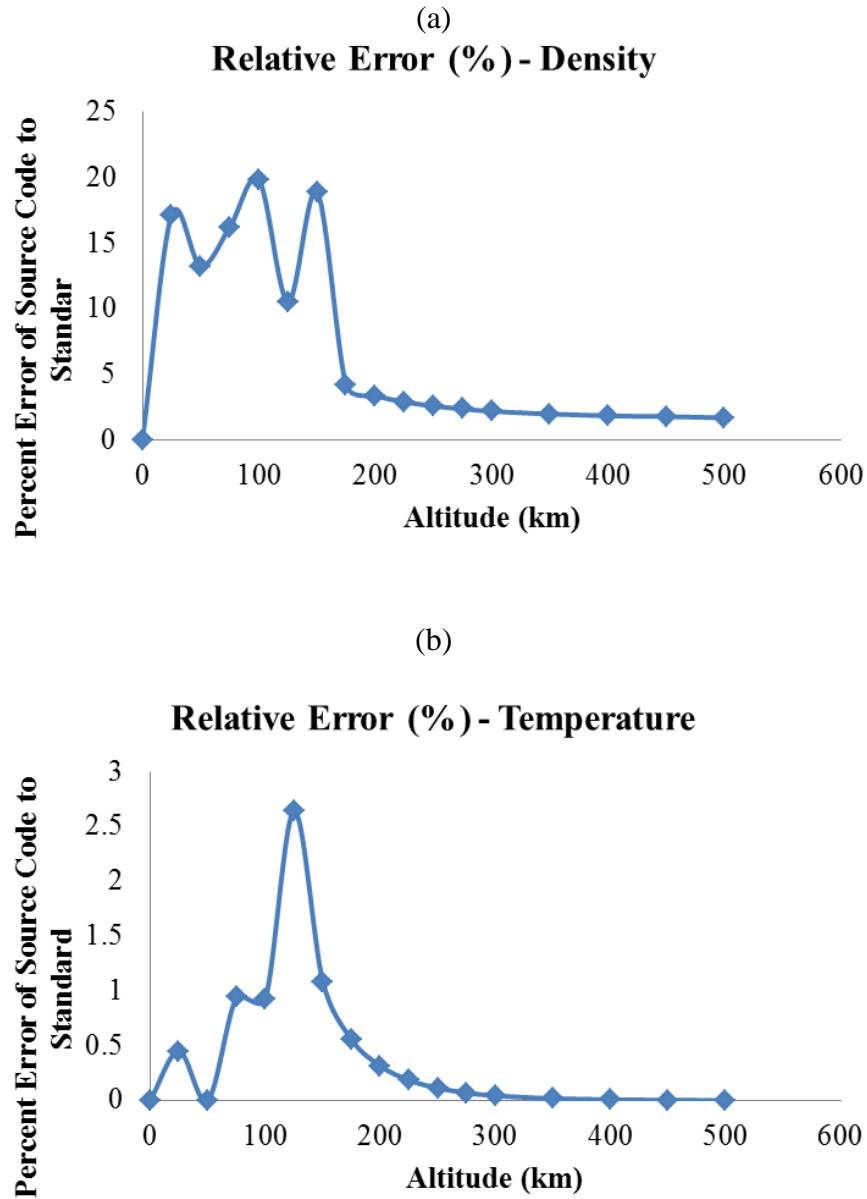 (a)
Relative Error (%) - Density
Percent Error of Source Code to
Standar
25
20
15
10
5
0
0 100 200 300 400 500 600
Altitude (km)
(b)
Relative Error (%) - Temperature
Percent Error of Source Code to
Standard
3
2.5
2
1.5
1
0.5
0
0 100 200 300 400 500 600
Altitude (km)